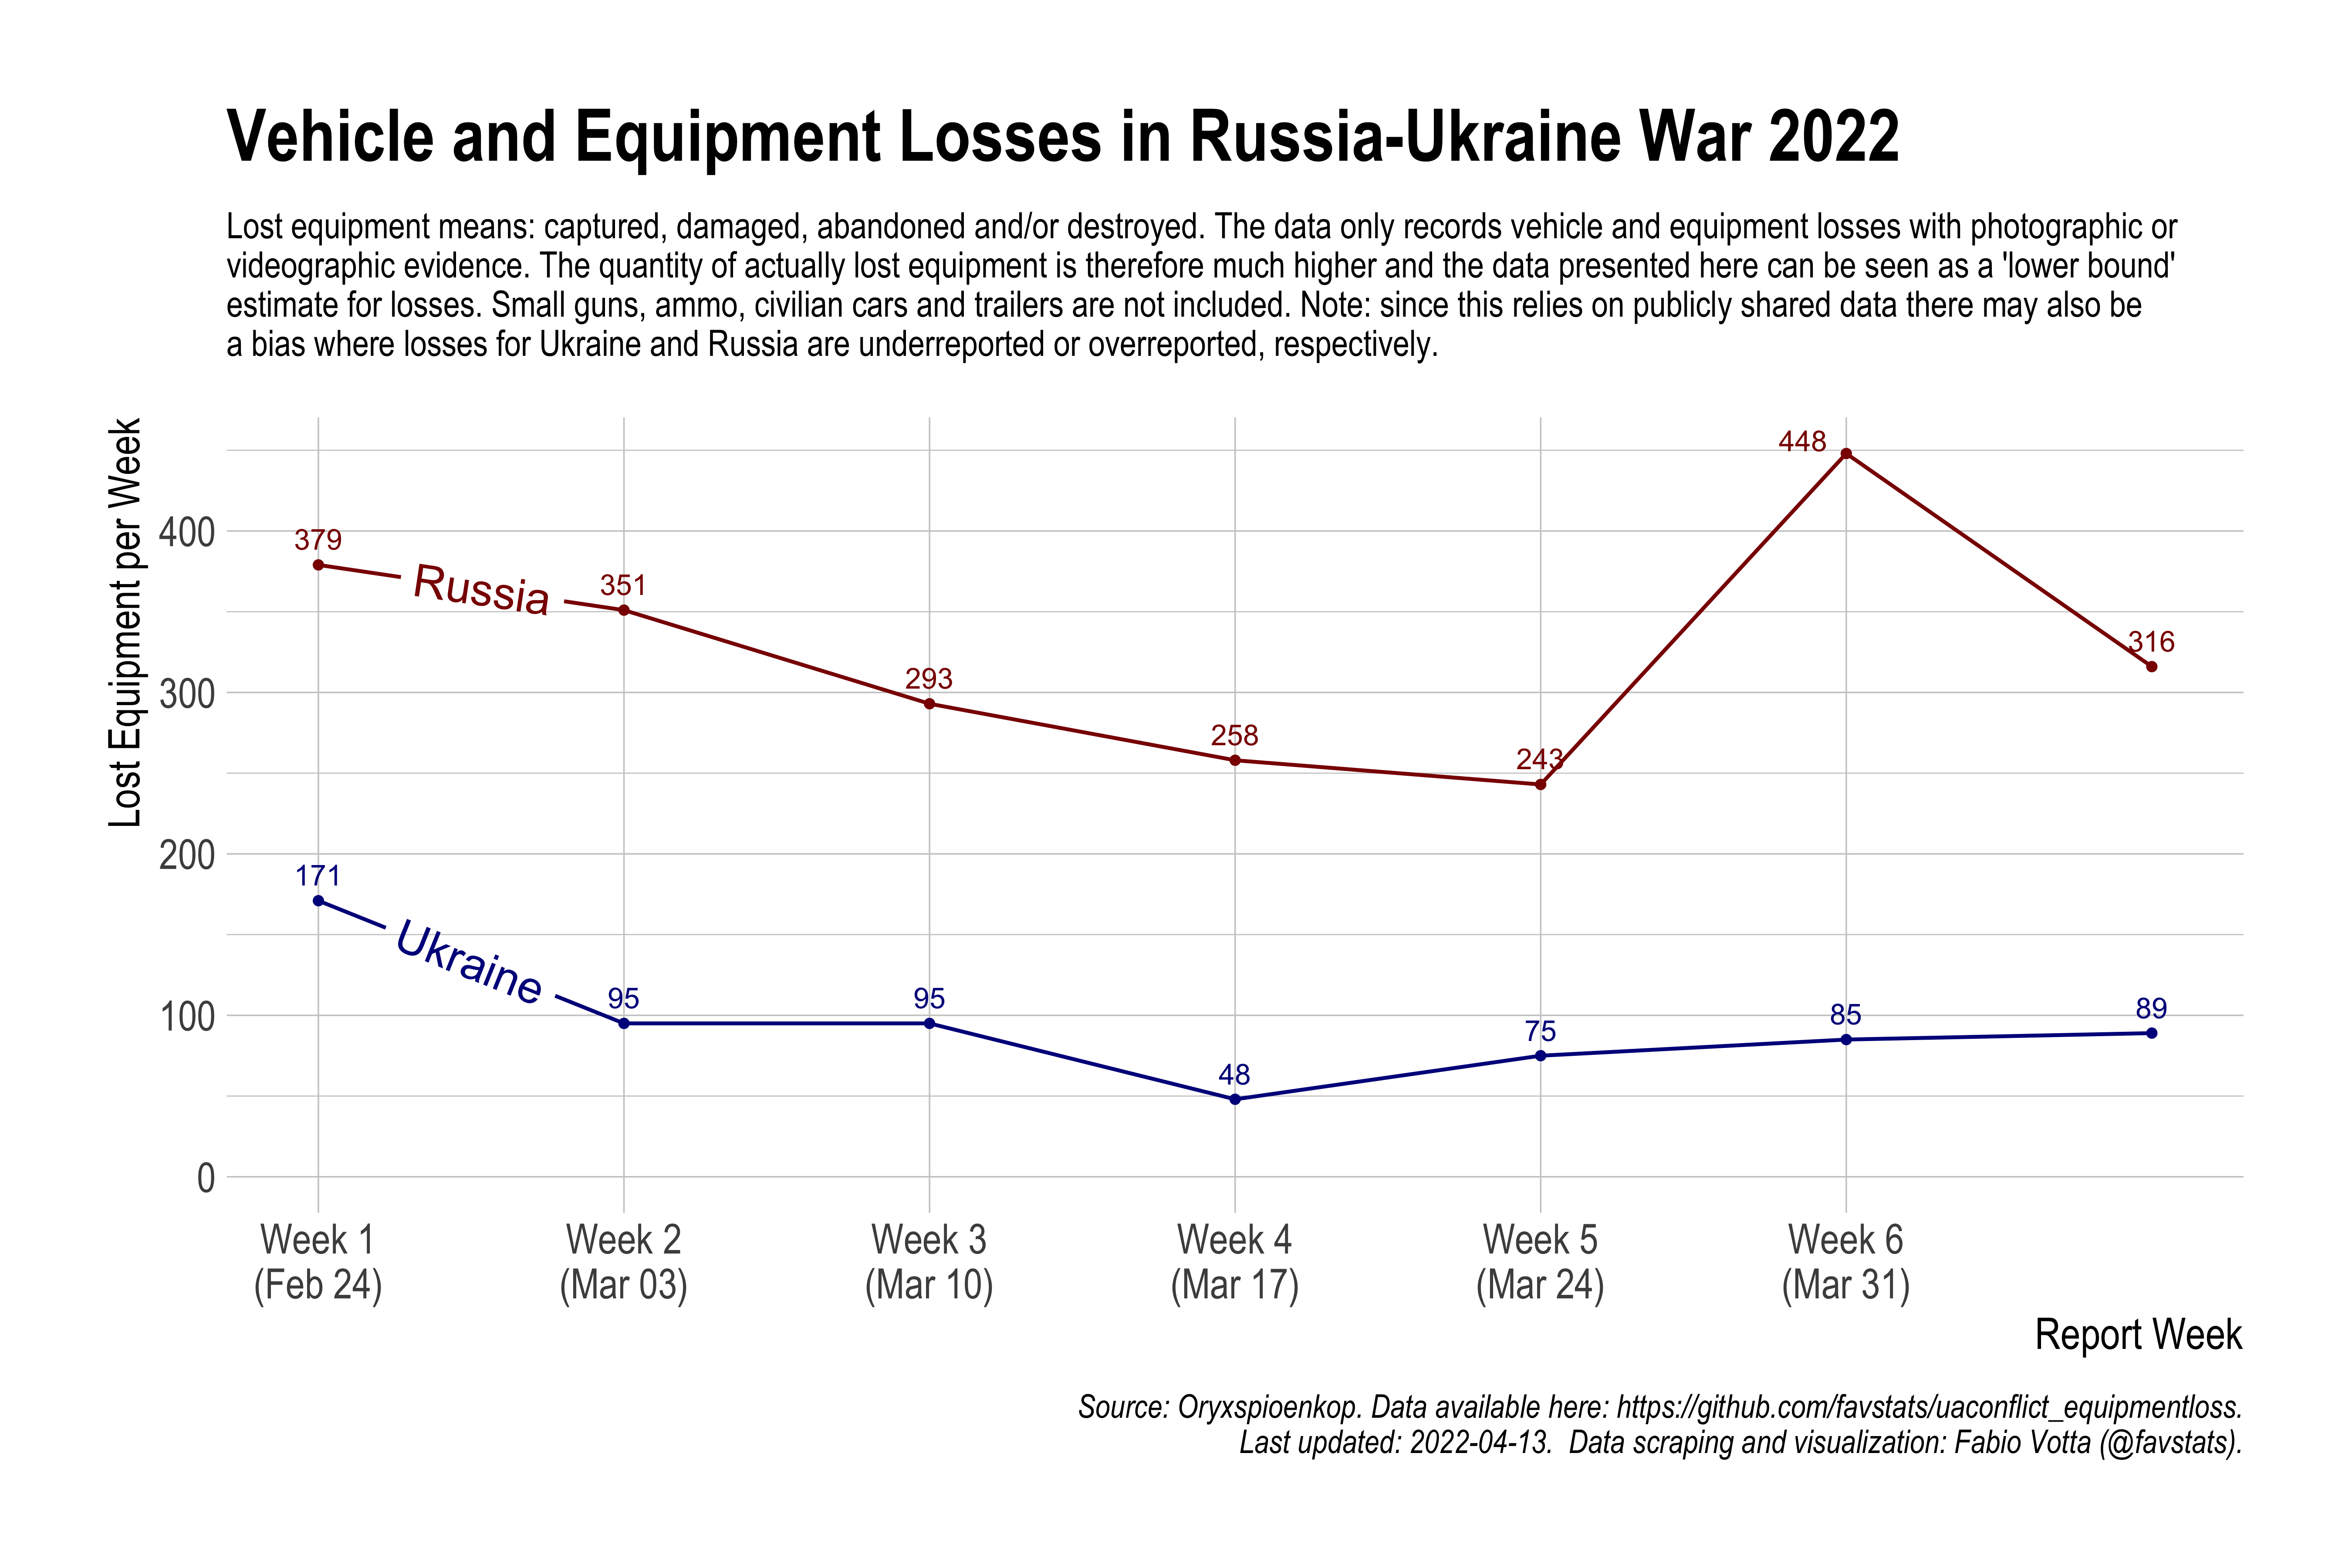 Vehicle and Equipment Losses in Russia-Ukraine War 2022
Lost equipment means: captured, damaged, abandoned and/or destroyed. The data only records vehicle and equipment losses with photographic or
videographic evidence. The quantity of actually lost equipment is therefore much higher and the data presented here can be seen as a 'lower bound'
estimate for losses. Small guns, ammo, civilian cars and trailers are not included. Note: since this relies on publicly shared data there may also be
a bias where losses for Ukraine and Russia are underreported or overreported, respectively.
Lost Equipment per Week
400
300
200
100
0
379
Russia
351
293
258
243
448
316
171
Ukraine
95
95
48
75
85
89
Week 1
(Feb 24)
Week 2
(Mar 03)
Week 3
(Mar 10)
Week 4
(Mar 17)
Week 5
(Mar 24)
Week 6
(Mar 31)
Report Week
Source: Oryxspioenkop. Data available here: https://github.com/favstats/uaconflict_equipmentloss.
Last updated: 2022-04-13.  Data scraping and visualization: Fabio Votta (@favstats).